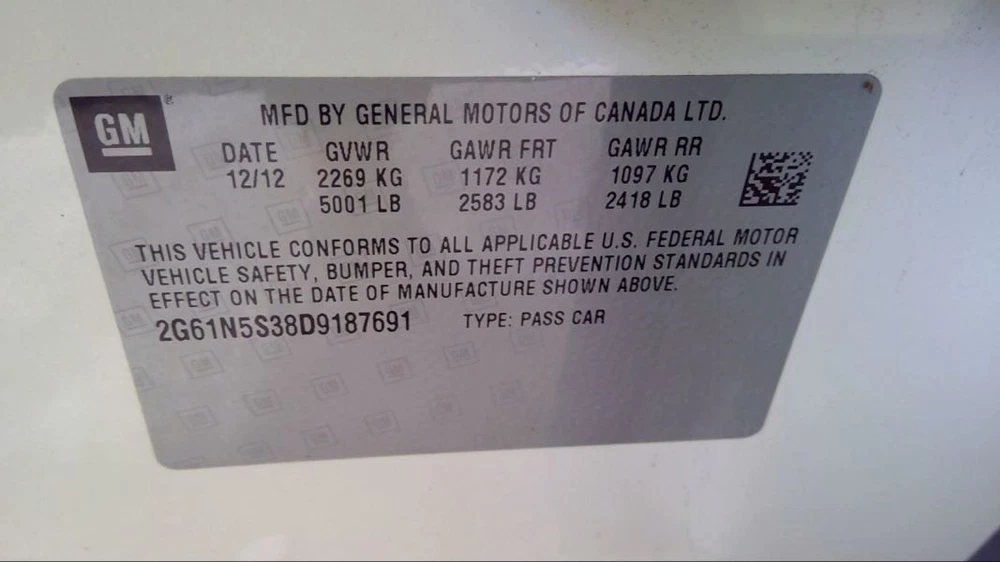 GM®
MFD BY GENERAL MOTORS OF CANADA LTD.
DATE GVWR GAWR FRT GAWR RR
12/12 2269 KG 1172 KG 1097 KG
5001 LB 2583 LB 2418 LB
THIS VEHICLE CONFORMS TO ALL APPLICABLE U.S. FEDERAL MOTOR
VEHICLE SAFETY, BUMPER, AND THEFT PREVENTION STANDARDS IN
EFFECT ON THE DATE OF MANUFACTURE SHOWN ABOVE.
2G61N5S38D9187691 TYPE: PASS CAR